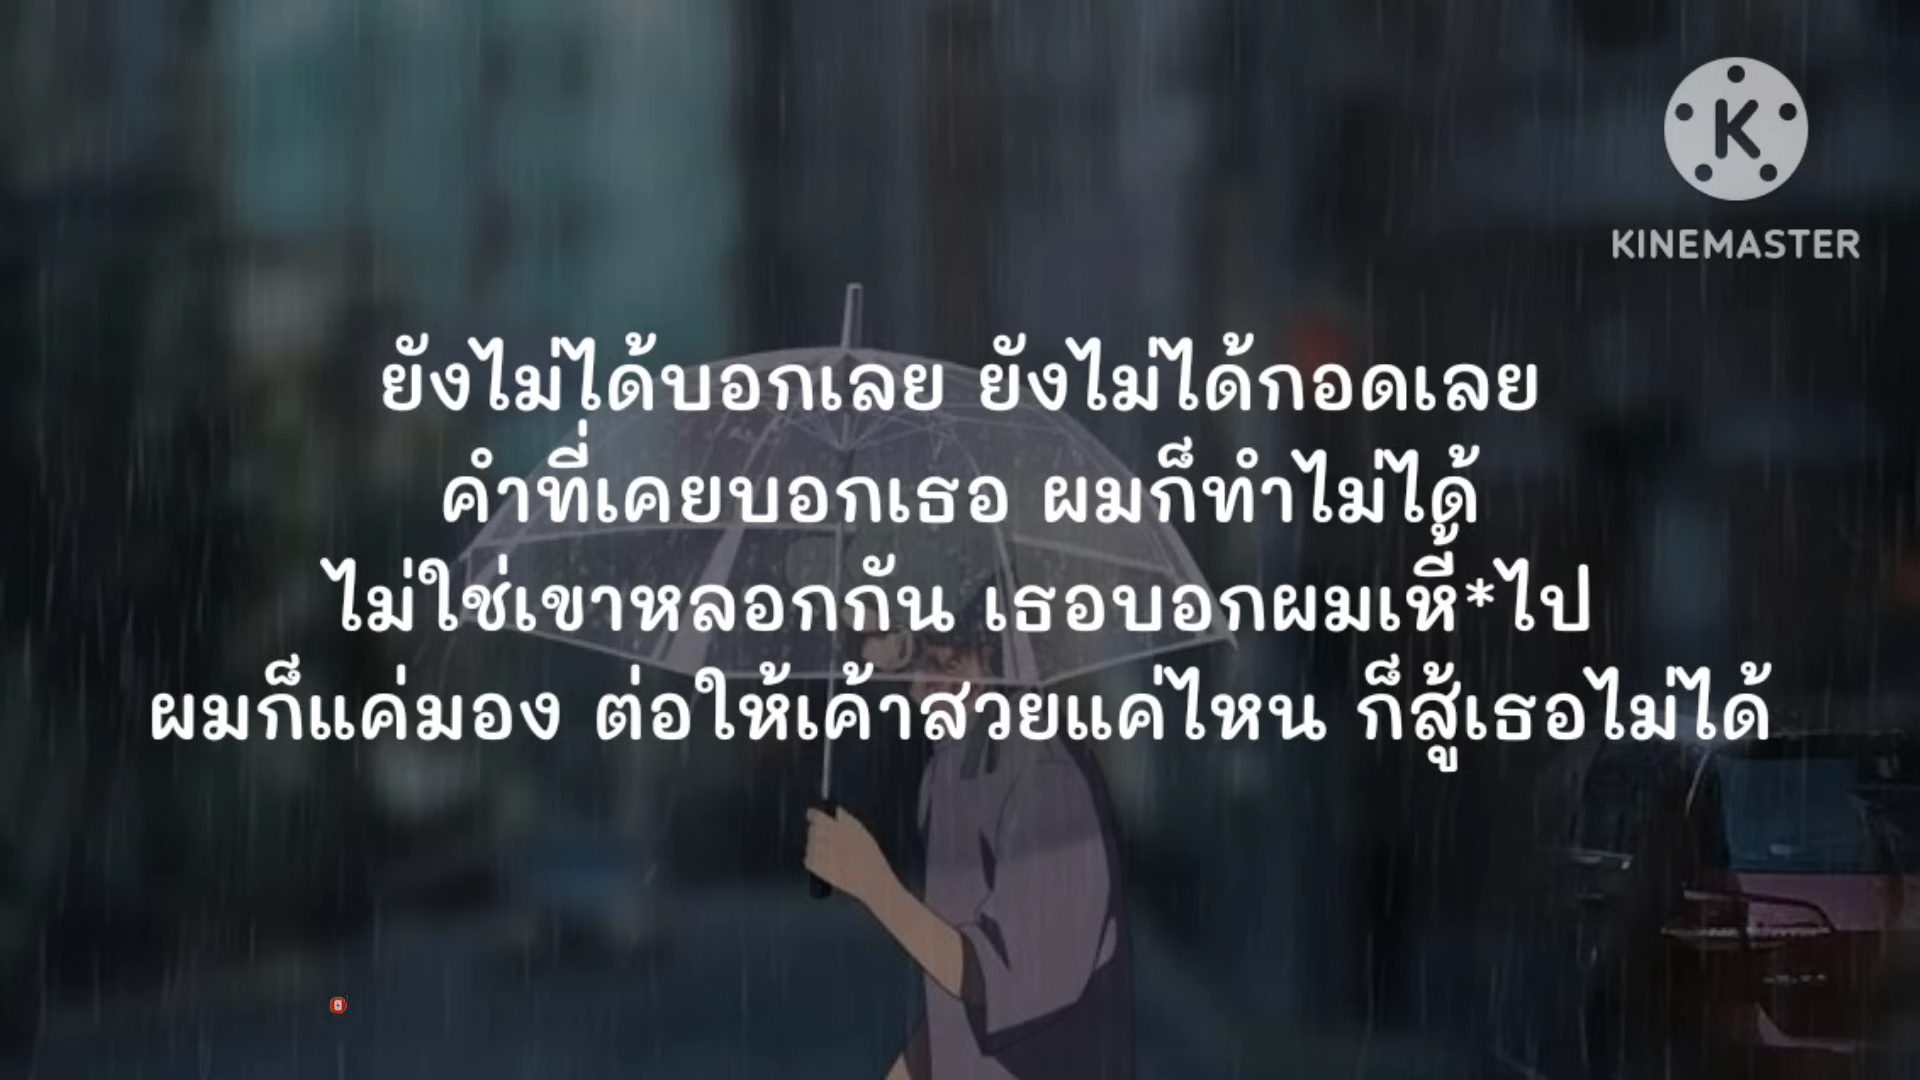 KINEMASTER
ยังไม่ได้บอกเลย ยังไม่ได้กอดเลย
คำที่เคยบอกเธอ ผมก็ทำไม่ได้
ไม่ใช่เขาหลอกกัน เธอบอกผมเหี้*ไป
ผมก็แค่มอง ต่อให้เค้าสวยแค่ไหน ก็สู้เธอไม่ได้